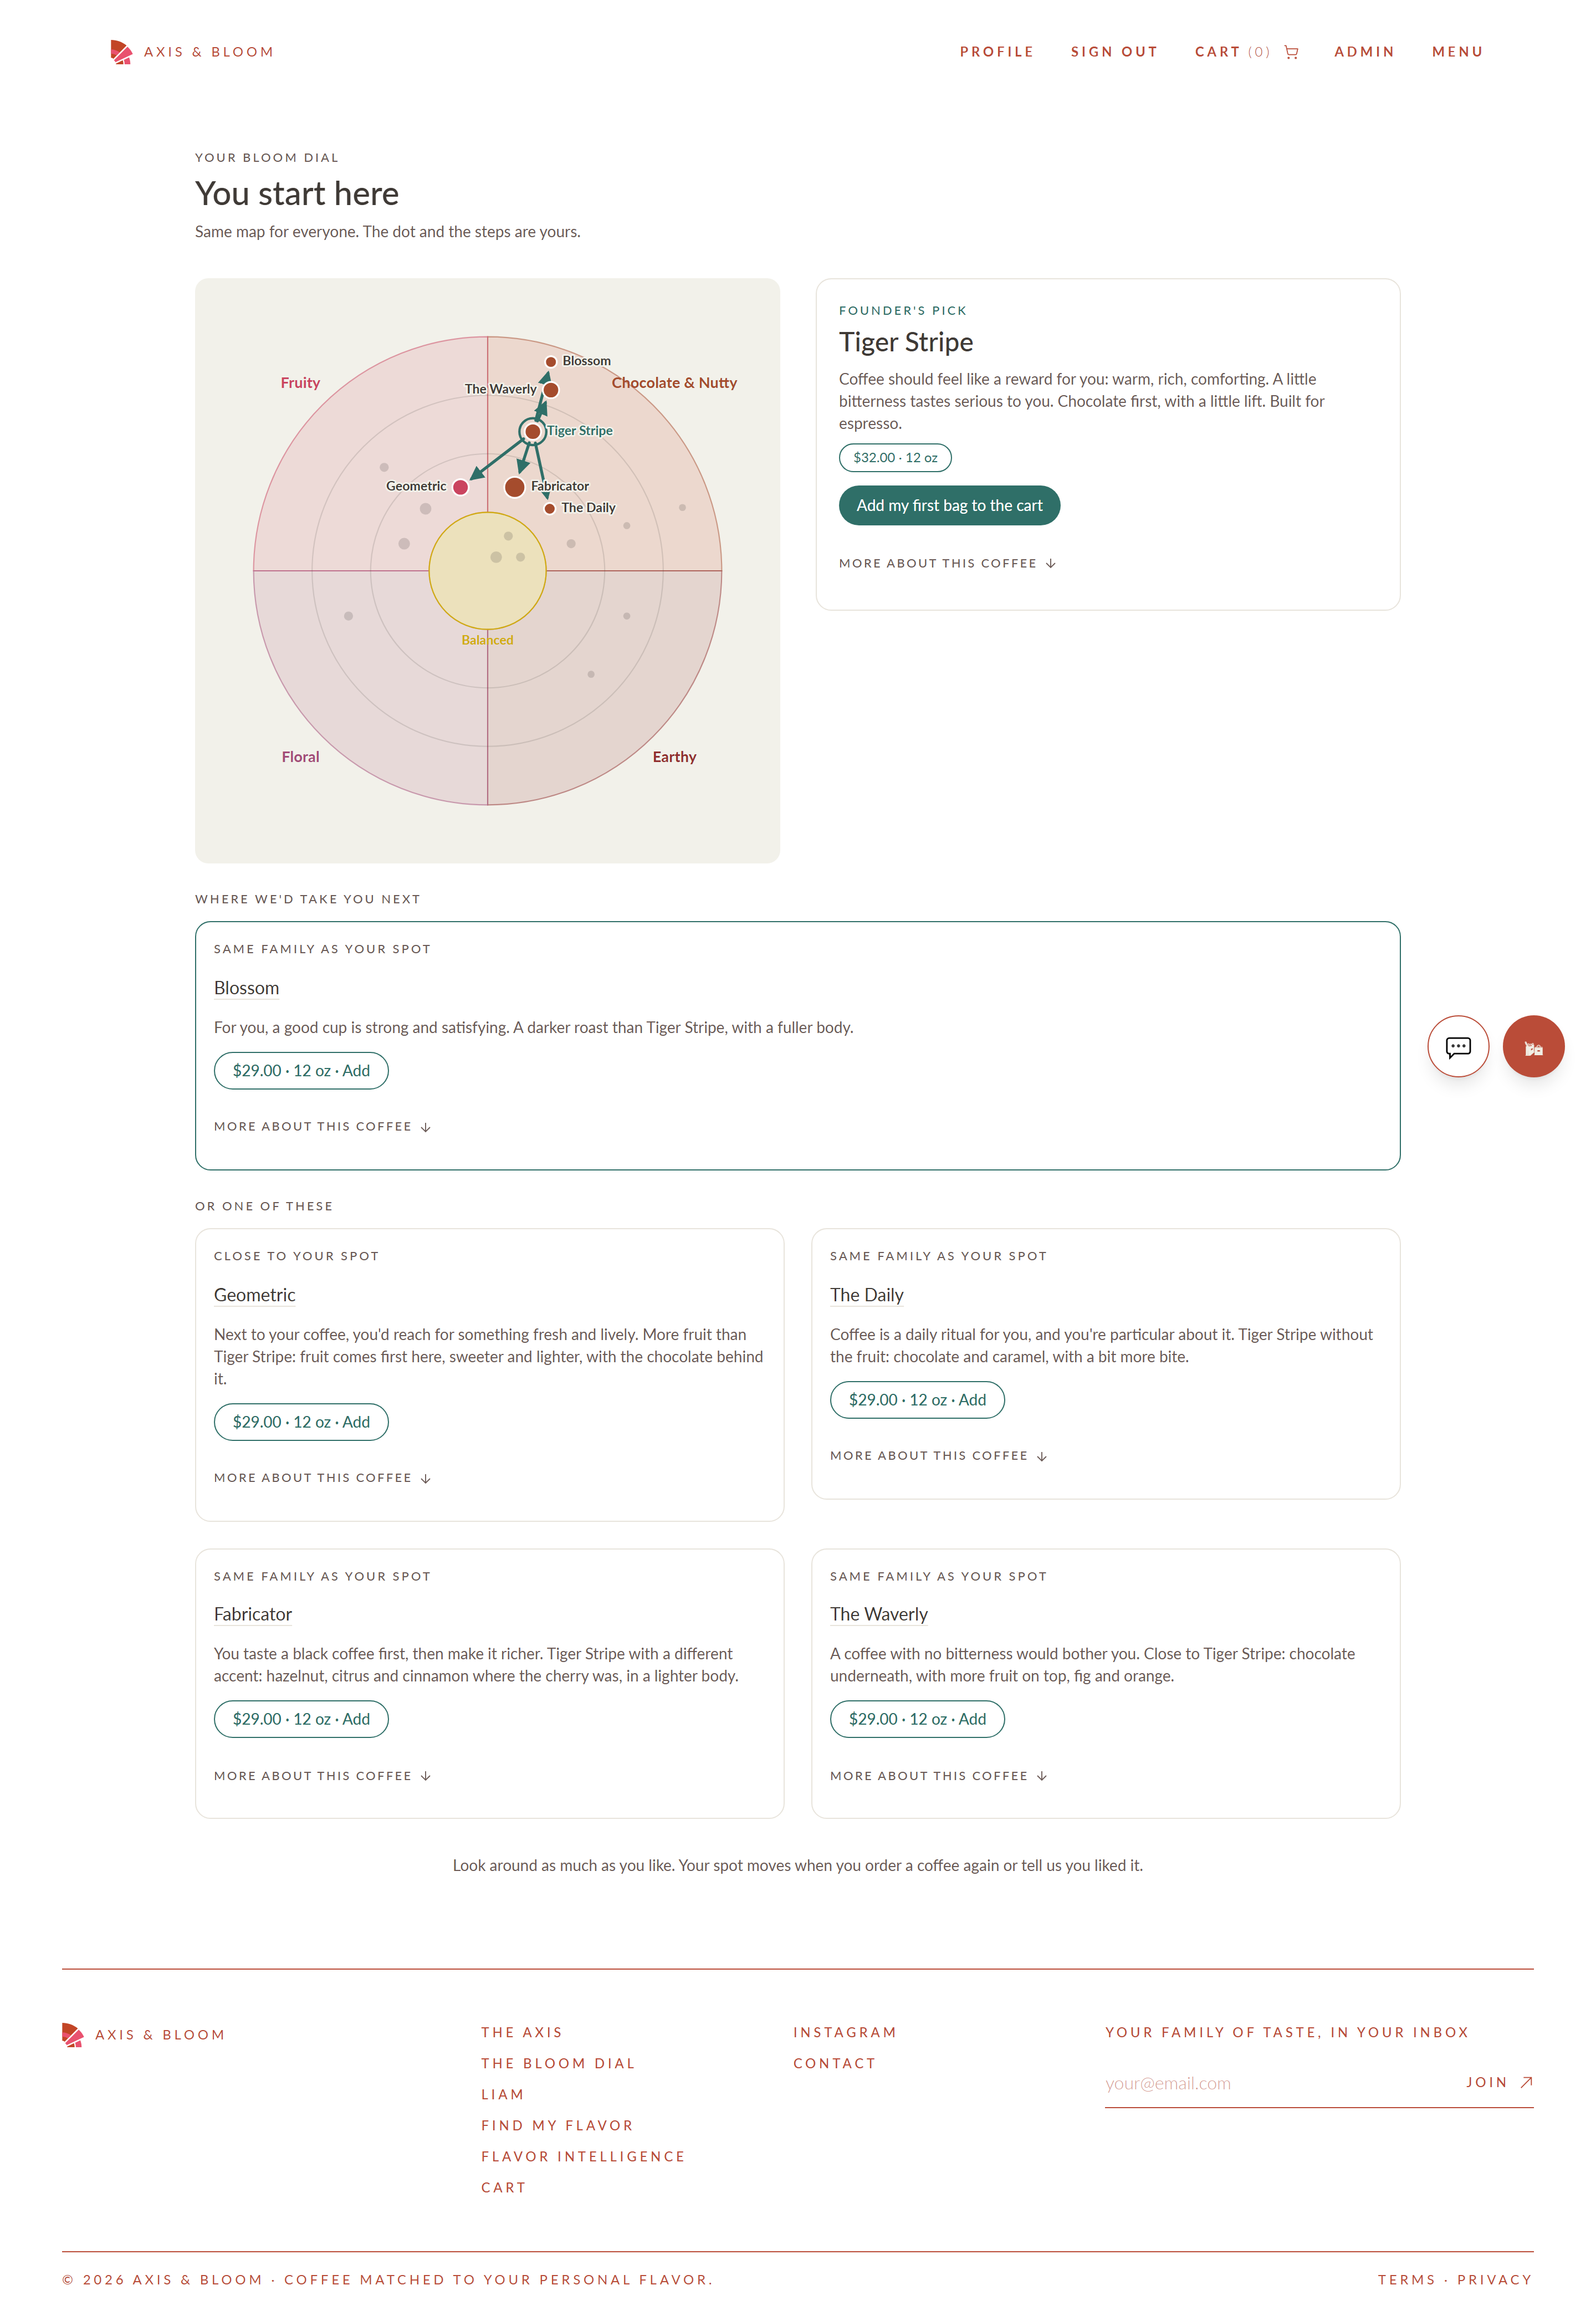 AXIS & BLOOM
PROFILE
SIGN OUT
CART (0)
ADMIN
MENU
YOUR BLOOM DIAL
You start here
Same map for everyone. The dot and the steps are yours.
Fruity
Chocolate & Nutty
Blossom
The Waverly
Tiger Stripe
Geometric
Fabricator
The Daily
Balanced
Floral
Earthy
FOUNDER'S PICK
Tiger Stripe
Coffee should feel like a reward for you: warm, rich, comforting. A little
bitterness tastes serious to you. Chocolate first, with a little lift. Built for
espresso.
$32.00 · 12 oz
Add my first bag to the cart
MORE ABOUT THIS COFFEE ↓
WHERE WE'D TAKE YOU NEXT
SAME FAMILY AS YOUR SPOT
Blossom
For you, a good cup is strong and satisfying. A darker roast than Tiger Stripe, with a fuller body.
$29.00 · 12 oz · Add
MORE ABOUT THIS COFFEE ↓
OR ONE OF THESE
CLOSE TO YOUR SPOT
Geometric
Next to your coffee, you'd reach for something fresh and lively. More fruit than
Tiger Stripe: fruit comes first here, sweeter and lighter, with the chocolate behind
it.
$29.00 · 12 oz · Add
MORE ABOUT THIS COFFEE ↓
SAME FAMILY AS YOUR SPOT
The Daily
Coffee is a daily ritual for you, and you're particular about it. Tiger Stripe without
the fruit: chocolate and caramel, with a bit more bite.
$29.00 · 12 oz · Add
MORE ABOUT THIS COFFEE ↓
SAME FAMILY AS YOUR SPOT
Fabricator
You taste a black coffee first, then make it richer. Tiger Stripe with a different
accent: hazelnut, citrus and cinnamon where the cherry was, in a lighter body.
$29.00 · 12 oz · Add
MORE ABOUT THIS COFFEE ↓
SAME FAMILY AS YOUR SPOT
The Waverly
A coffee with no bitterness would bother you. Close to Tiger Stripe: chocolate
underneath, with more fruit on top, fig and orange.
$29.00 · 12 oz · Add
MORE ABOUT THIS COFFEE ↓
Look around as much as you like. Your spot moves when you order a coffee again or tell us you liked it.
AXIS & BLOOM
THE AXIS
THE BLOOM DIAL
LIAM
FIND MY FLAVOR
FLAVOR INTELLIGENCE
CART
INSTAGRAM
CONTACT
YOUR FAMILY OF TASTE, IN YOUR INBOX
your@email.com
JOIN
© 2026 AXIS & BLOOM · COFFEE MATCHED TO YOUR PERSONAL FLAVOR.
TERMS · PRIVACY